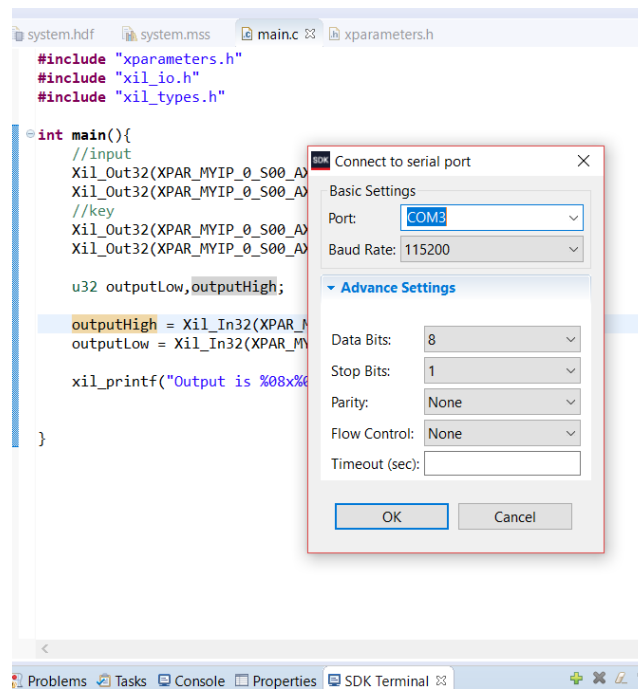 system.hdf system.mss main.c xparameters.h
#include "xparameters.h"
#include "xil_io.h"
#include "xil_types.h"
int main(){
//input
Xil_Out32(XPAR_MYIP_0_S00_AX
Xil_Out32(XPAR_MYIP_0_S00_AX
//key
Xil_Out32(XPAR_MYIP_0_S00_AX
Xil_Out32(XPAR_MYIP_0_S00_AX
u32 outputLow,outputHigh;
outputHigh = Xil_In32(XPAR_M
outputLow = Xil_In32(XPAR_MY
xil_printf("Output is %08x%0
}
SDK Connect to serial port
Basic Settings
Port: COM3
Baud Rate: 115200
Advance Settings
Data Bits: 8
Stop Bits: 1
Parity: None
Flow Control: None
Timeout (sec):
OK Cancel
Problems Tasks Console Properties SDK Terminal